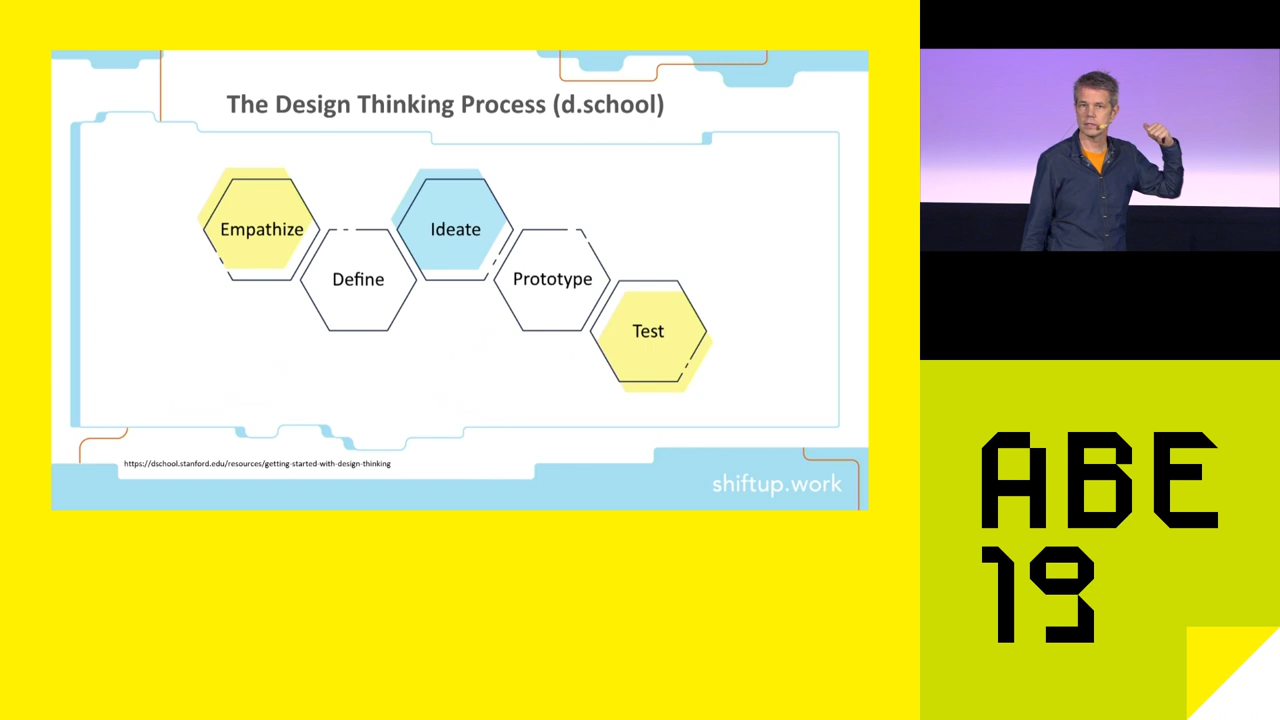 The Design Thinking Process (d.school)
Empathize
Define
Ideate
Prototype
Test
https://dschool.stanford.edu/resources/getting-started-with-design-thinking
shiftup.work
ABE
19